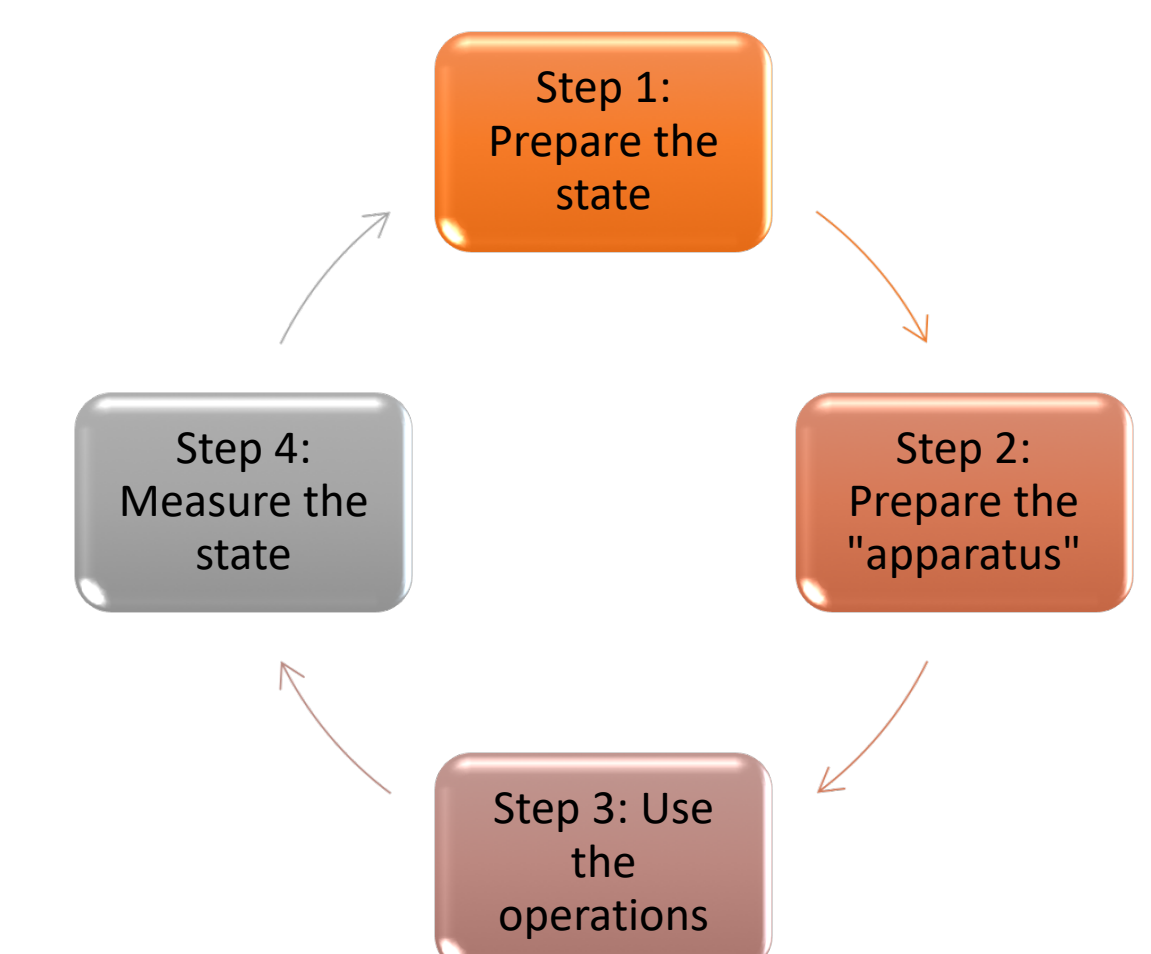 Step 1:
Prepare the
state
Step 2:
Prepare the
"apparatus"
Step 3: Use
the
operations
Step 4:
Measure the
state